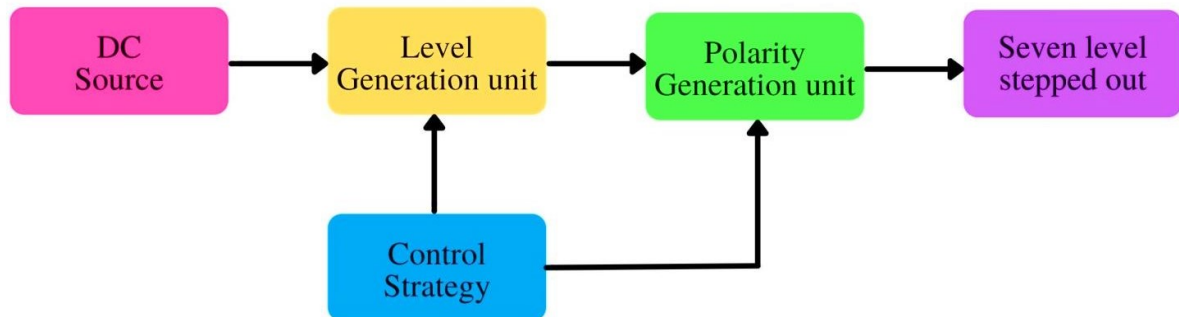 DC
Source
Level
Generation unit
Polarity
Generation unit
Seven level
stepped out
Control
Strategy